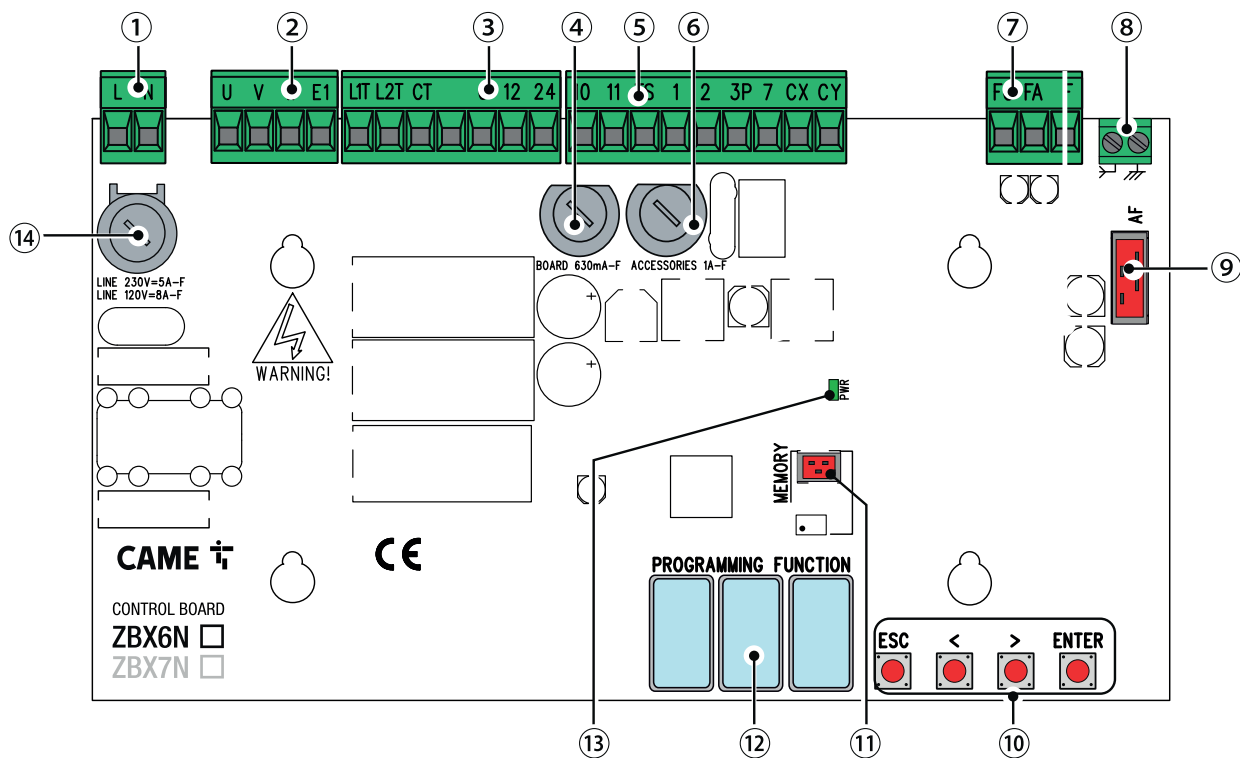 1 2 3 4 5 6 7 8
L N U V E1 L1T L2T CT 12 24 10 11 TS 1 2 3P 7 CX CY F FA F
14
LINE 230V=5A-F
LINE 120V=8A-F
BOARD 630mA-F ACCESSORIES 1A-F
AF
9
+
WARNING!
+
PWR
MEMORY
CAME
CE
PROGRAMMING FUNCTION
CONTROL BOARD
ZBX6N
ZBX7N
ESC < > ENTER
13 12 11 10